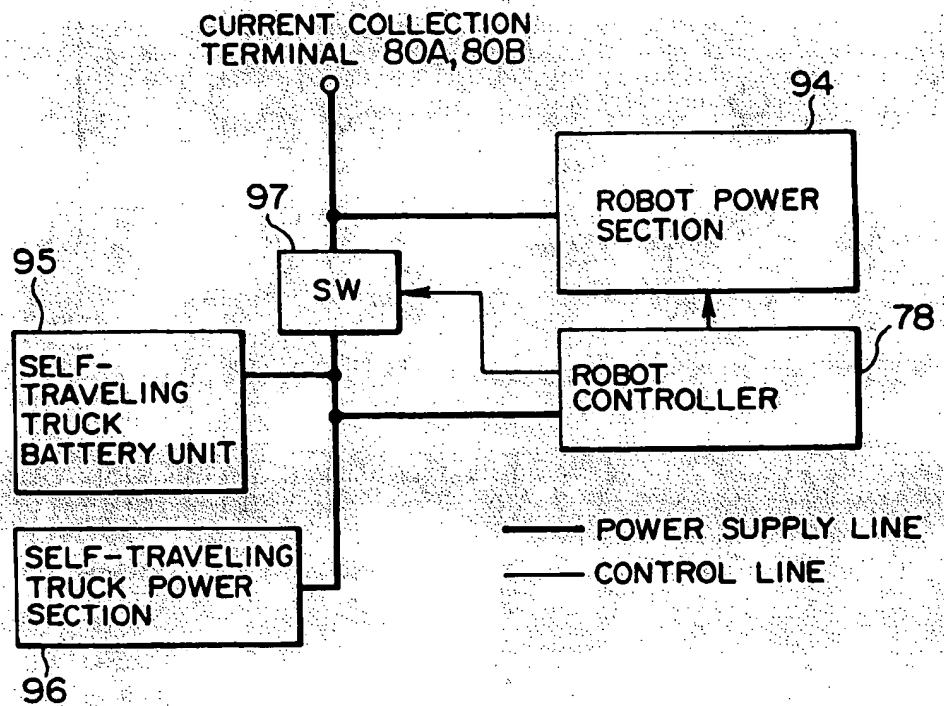 CURRENT COLLECTION
TERMINAL 80A, 80B
94
ROBOT POWER
SECTION
97
SW
95
SELF-
TRAVELING
TRUCK
BATTERY UNIT
78
ROBOT
CONTROLLER
SELF-TRAVELING
TRUCK POWER
SECTION
96
POWER SUPPLY LINE
CONTROL LINE